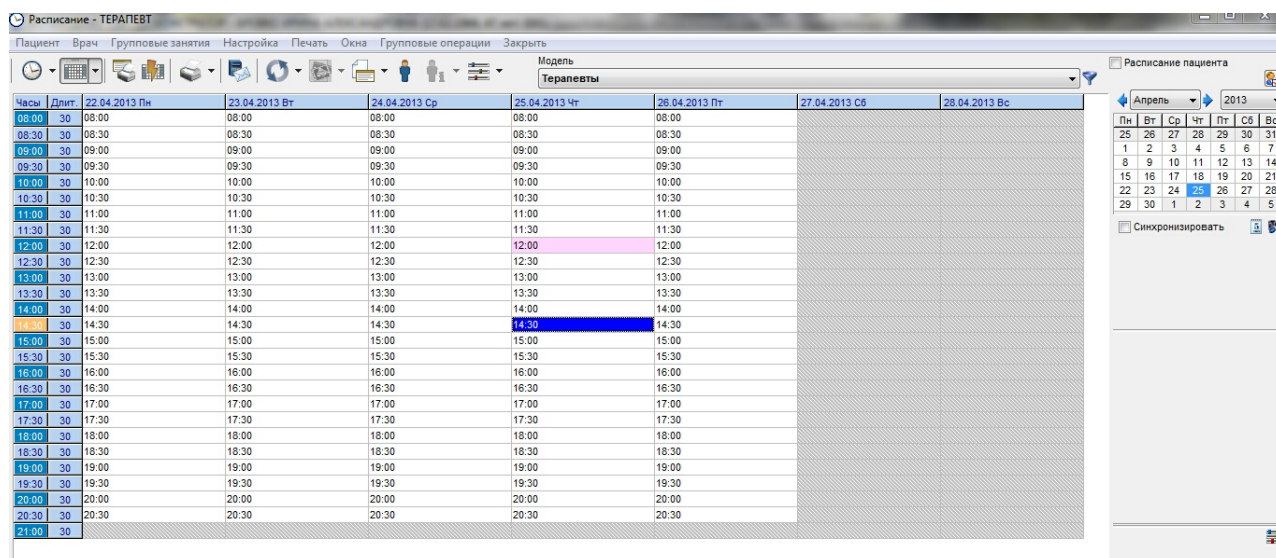 Расписание - ТЕРАПЕВТ
Пациент Врач Групповые занятия Настройка Печать Окна Групповые операции Закрыть
Модель
Терапевты
Расписание пациента
Апрель 2013
Пн Вт Ср Чт Пт Сб Вс
25 26 27 28 29 30 31
1 2 3 4 5 6 7
8 9 10 11 12 13 14
15 16 17 18 19 20 21
22 23 24 25 26 27 28
29 30 1 2 3 4 5
Синхронизировать
Часы Длит. 22.04.2013 Пн 23.04.2013 Вт 24.04.2013 Ср 25.04.2013 Чт 26.04.2013 Пт 27.04.2013 Сб 28.04.2013 Вс
08:00 30 08:00 08:00 08:00 08:00 08:00
08:30 30 08:30 08:30 08:30 08:30 08:30
09:00 30 09:00 09:00 09:00 09:00 09:00
09:30 30 09:30 09:30 09:30 09:30 09:30
10:00 30 10:00 10:00 10:00 10:00 10:00
10:30 30 10:30 10:30 10:30 10:30 10:30
11:00 30 11:00 11:00 11:00 11:00 11:00
11:30 30 11:30 11:30 11:30 11:30 11:30
12:00 30 12:00 12:00 12:00 12:00 12:00
12:30 30 12:30 12:30 12:30 12:30 12:30
13:00 30 13:00 13:00 13:00 13:00 13:00
13:30 30 13:30 13:30 13:30 13:30 13:30
14:00 30 14:00 14:00 14:00 14:00 14:00
14:30 30 14:30 14:30 14:30 14:30 14:30
15:00 30 15:00 15:00 15:00 15:00 15:00
15:30 30 15:30 15:30 15:30 15:30 15:30
16:00 30 16:00 16:00 16:00 16:00 16:00
16:30 30 16:30 16:30 16:30 16:30 16:30
17:00 30 17:00 17:00 17:00 17:00 17:00
17:30 30 17:30 17:30 17:30 17:30 17:30
18:00 30 18:00 18:00 18:00 18:00 18:00
18:30 30 18:30 18:30 18:30 18:30 18:30
19:00 30 19:00 19:00 19:00 19:00 19:00
19:30 30 19:30 19:30 19:30 19:30 19:30
20:00 30 20:00 20:00 20:00 20:00 20:00
20:30 30 20:30 20:30 20:30 20:30 20:30
21:00 30